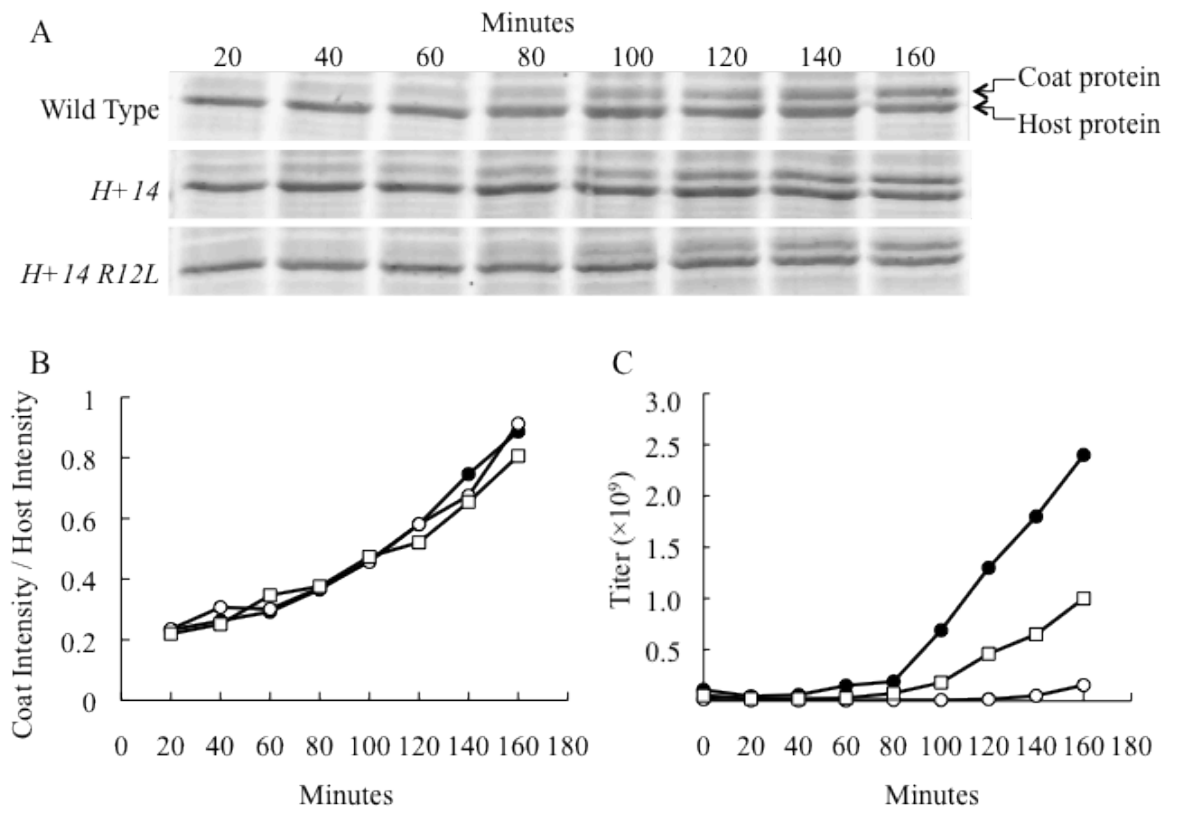 A
Minutes
20 40 60 80 100 120 140 160
Wild Type
Coat protein
Host protein
H+14
H+14 R12L
B
Coat Intensity / Host Intensity
1
0.8
0.6
0.4
0.2
0
0 20 40 60 80 100 120 140 160 180
Minutes
C
Titer (×10⁹)
3.0
2.5
2.0
1.5
1.0
0.5
0 20 40 60 80 100 120 140 160 180
Minutes